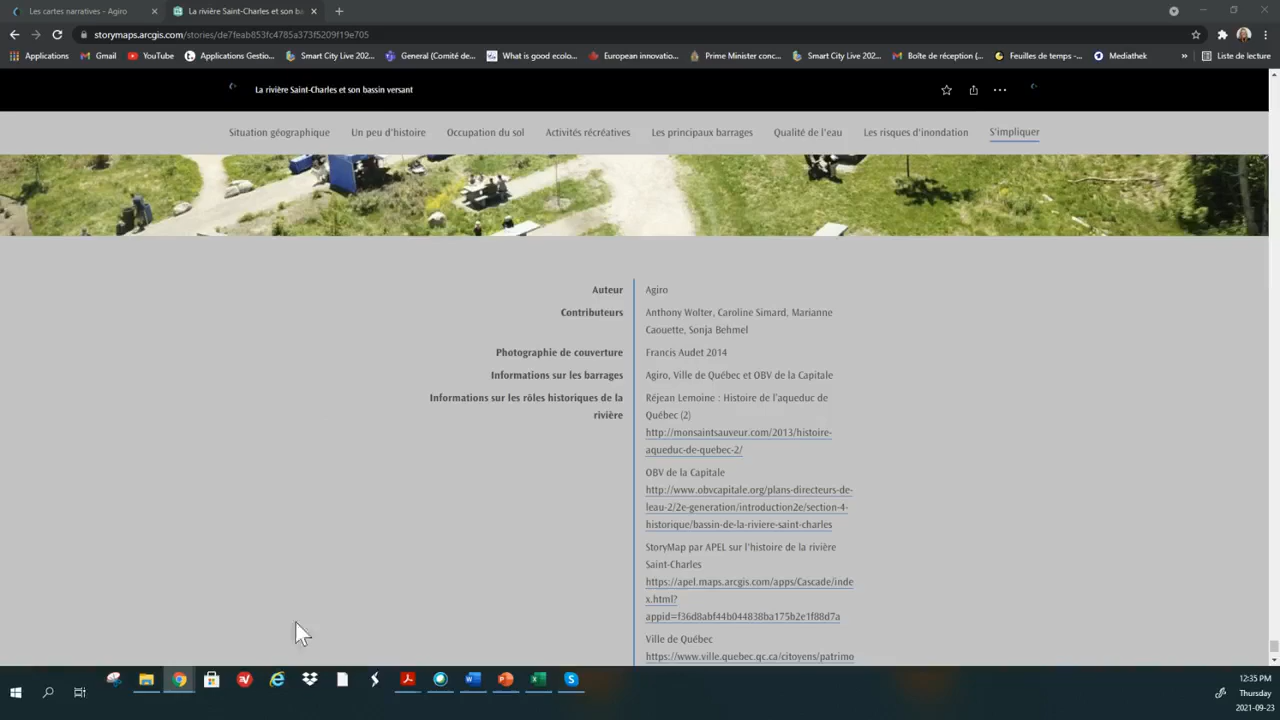 Les cartes narratives - Agiro
La rivière Saint-Charles et son ba
storymaps.arcgis.com/stories/de7feab853fc4785a373f5209f19e705
Applications Gmail YouTube Applications Gestio... Smart City Live 202... General (Comité de... What is good ecolo... European innovatio... Prime Minister conc... Smart City Live 202... Boîte de réception (... Feuilles de temps -... Mediathek » Liste de lecture
La rivière Saint-Charles et son bassin versant
Situation géographique Un peu d'histoire Occupation du sol Activités récréatives Les principaux barrages Qualité de l'eau Les risques d'inondation S'impliquer
Auteur Agiro
Contributeurs Anthony Wolter, Caroline Simard, Marianne
Caouette, Sonja Behmel
Photographie de couverture Francis Audet 2014
Informations sur les barrages Agiro, Ville de Québec et OBV de la Capitale
Informations sur les rôles historiques de la Réjean Lemoine : Histoire de l'aqueduc de
rivière Québec (2)
http://monsaintsauveur.com/2013/histoire-
aqueduc-de-quebec-2/
OBV de la Capitale
http://www.obvcapitale.org/plans-directeurs-de-
leau-2/2e-generation/introduction2e/section-4-
historique/bassin-de-la-riviere-saint-charles
StoryMap par APEL sur l'histoire de la rivière
Saint-Charles
https://apel.maps.arcgis.com/apps/Cascade/inde
x.html?
appid=f36d8abf44b044838ba175b2e1f88d7a
Ville de Québec
https://www.ville.quebec.qc.ca/citoyens/patrimo
12:35 PM
Thursday
2021-09-23